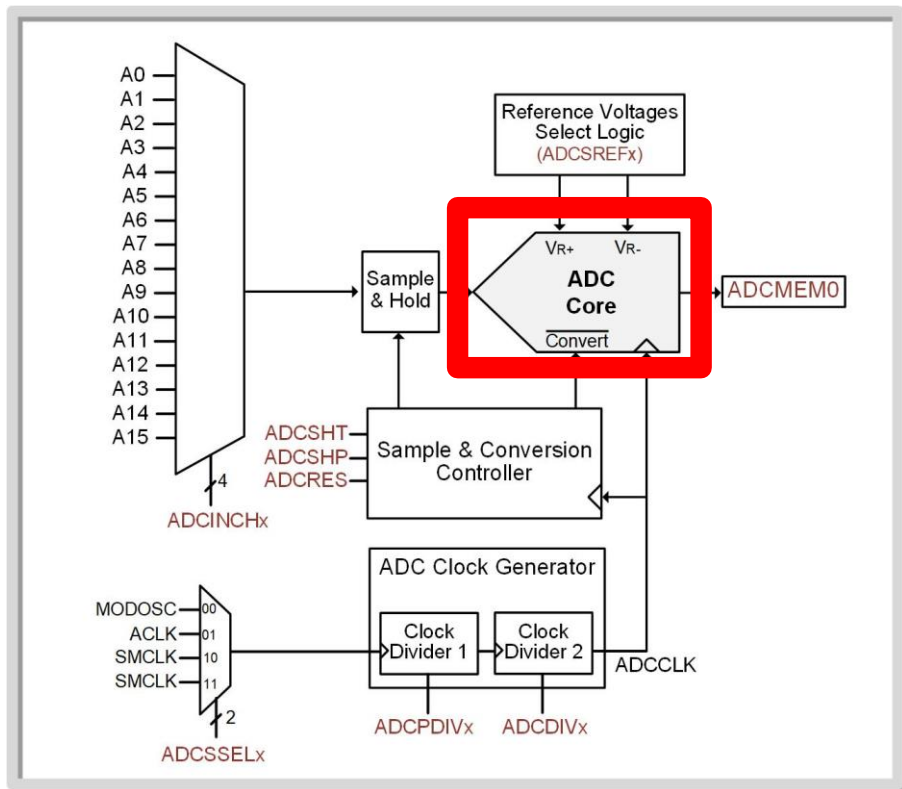 A0
A1
A2
A3
A4
A5
A6
A7
A8
A9
A10
A11
A12
A13
A14
A15
4
ADCINCHx
Reference Voltages
Select Logic
(ADCSREFx)
Sample
& Hold
VR+ VR-
ADC
Core
Convert
ADCMEM0
ADCSHT
ADCSHP
ADCRES
Sample & Conversion
Controller
ADC Clock Generator
MODOSC 00
ACLK 01
SMCLK 10
SMCLK 11
2
ADCSSELx
Clock
Divider 1
Clock
Divider 2
ADCCLK
ADCPDIVx
ADCDIVx